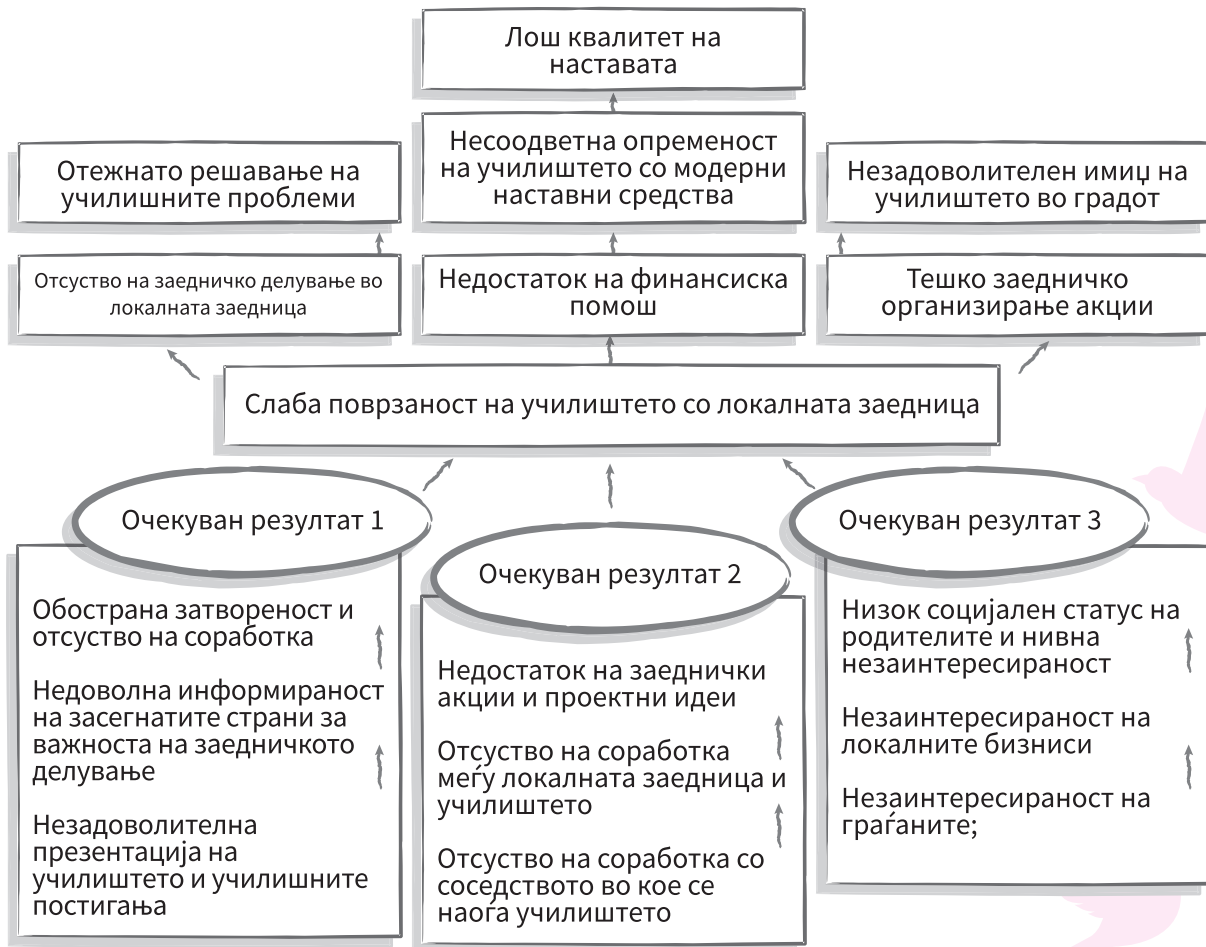 Лош квалитет на
наставата
Несоодветна опременост
на училиштето со модерни
наставни средства
Отежнато решавање на
училишните проблеми
Незадоволителен имиџ на
училиштето во градот
Отсуство на заедничко делување во
локалната заедница
Недостаток на финансиска
помош
Тешко заедничко
организирање акции
Слаба поврзаност на училиштето со локалната заедница
Очекуван резултат 1
Обострана затвореност и
отсуство на соработка
Недоволна информираност
на засегнатите страни за
важноста на заедничкото
делување
Незадоволителна
презентација на
училиштето и училишните
постигања
Очекуван резултат 2
Недостаток на заеднички
акции и проектни идеи
Отсуство на соработка
меѓу локалната заедница и
училиштето
Отсуство на соработка со
соседството во кое се
наоѓа училиштето
Очекуван резултат 3
Низок социјален статус на
родителите и нивна
незаинтересираност
Незаинтересираност на
локалните бизниси
Незаинтересираност на
граѓаните;